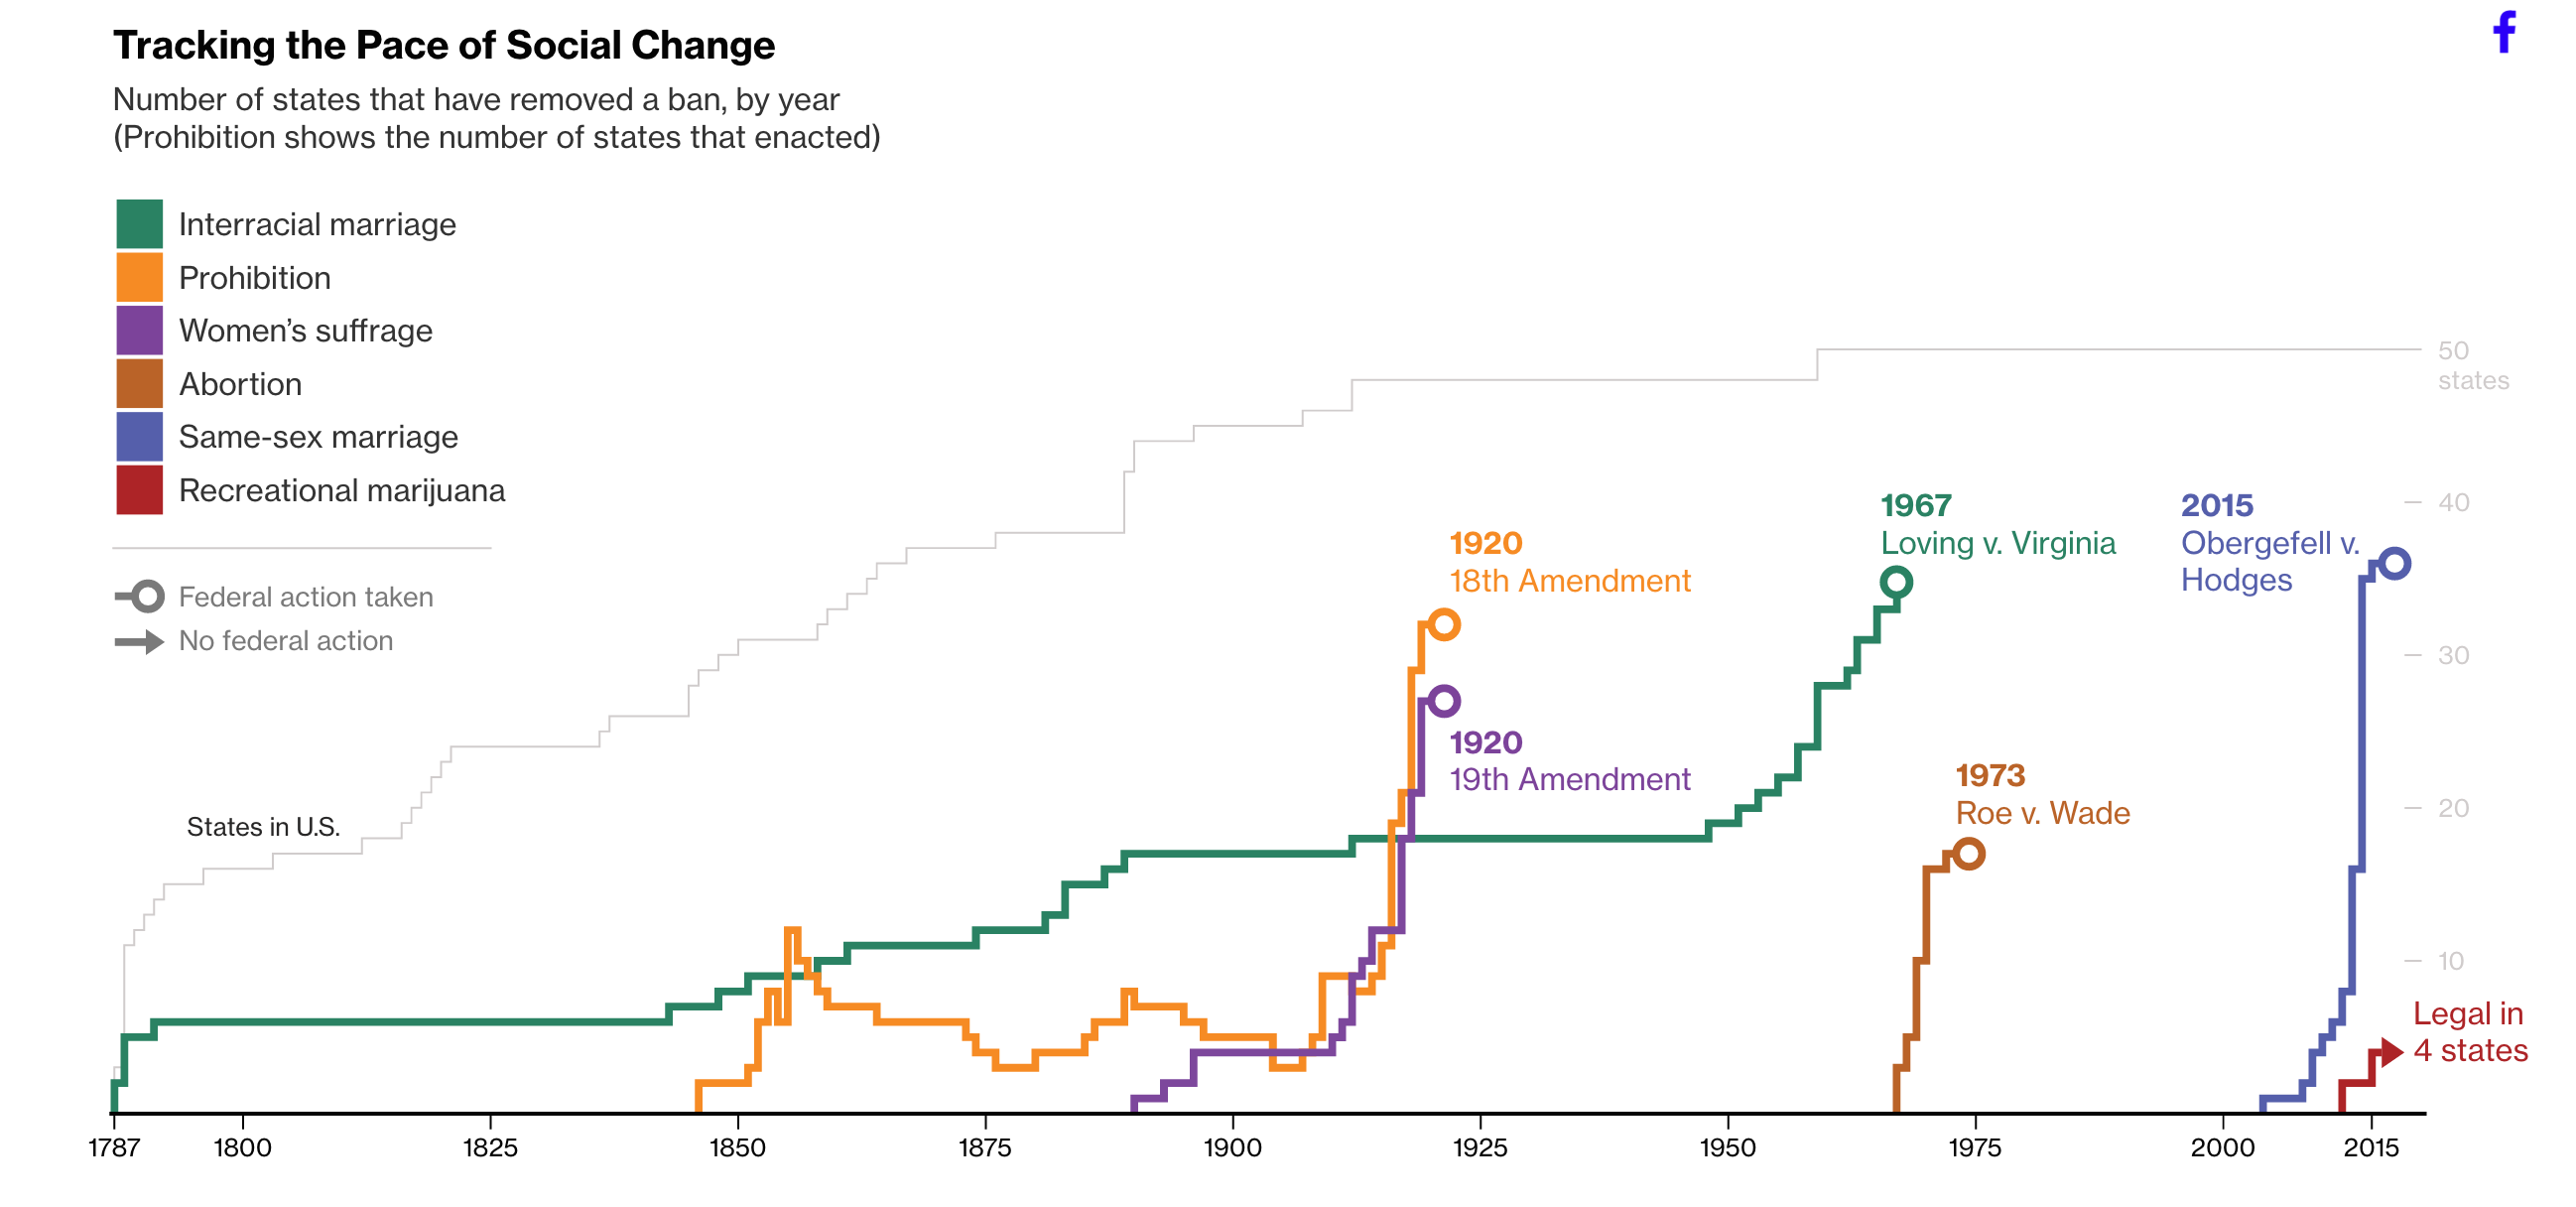 Tracking the Pace of Social Change
Number of states that have removed a ban, by year
(Prohibition shows the number of states that enacted)
Interracial marriage
Prohibition
Women’s suffrage
Abortion
Same-sex marriage
Recreational marijuana
Federal action taken
No federal action
States in U.S.
50
states
40
30
20
10
1920
18th Amendment
1920
19th Amendment
1967
Loving v. Virginia
1973
Roe v. Wade
2015
Obergefell v.
Hodges
Legal in
4 states
1787 1800 1825 1850 1875 1900 1925 1950 1975 2000 2015